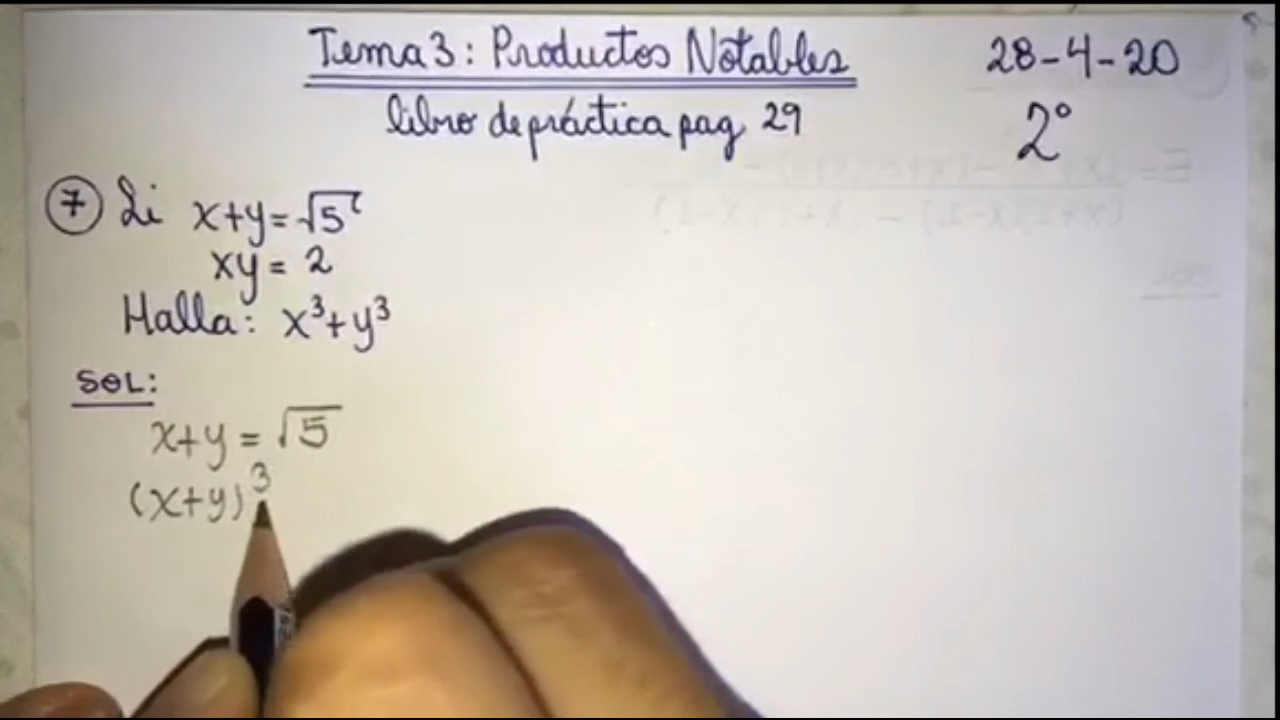 Tema 3: Productos Notables
28-4-20
libro de práctica pag 29
2°
7 Si x+y=√5
xy = 2
Halla: x³+y³
SOL:
x+y = √5
(x+y)³